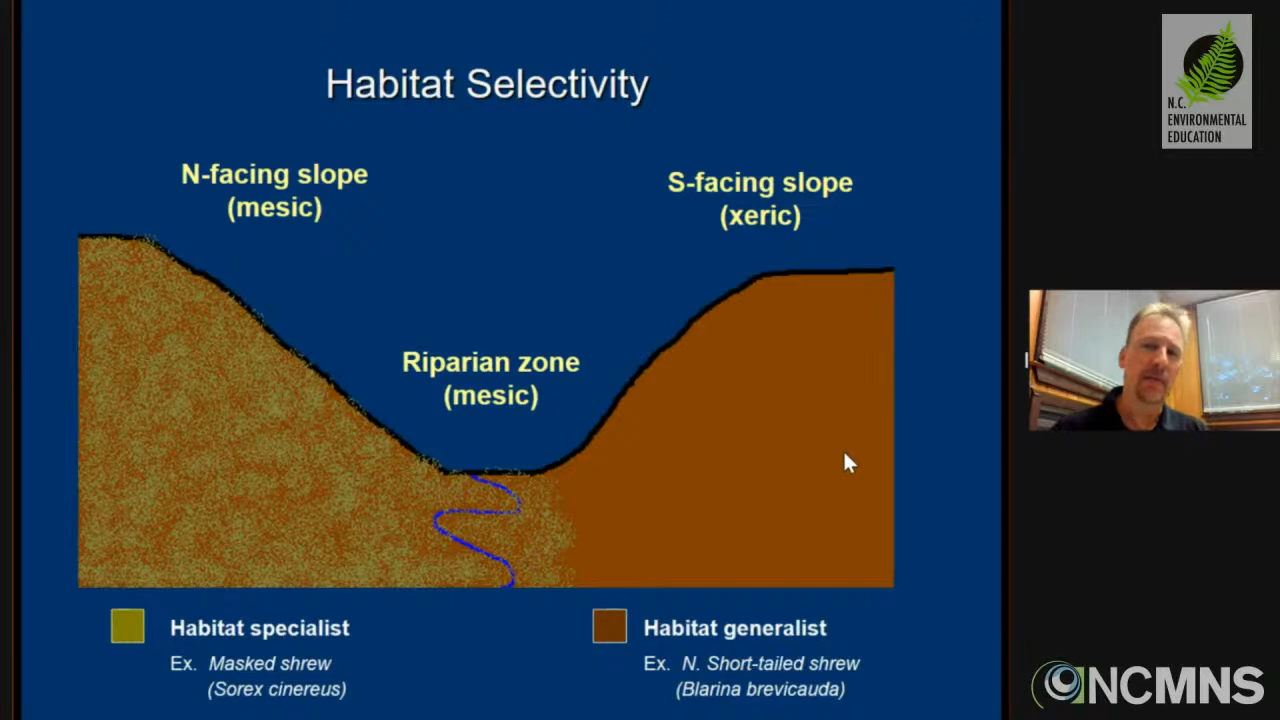 Habitat Selectivity
N-facing slope
(mesic)
S-facing slope
(xeric)
Riparian zone
(mesic)
Habitat specialist
Ex. Masked shrew
(Sorex cinereus)
Habitat generalist
Ex. N. Short-tailed shrew
(Blarina brevicauda)
N.C.
ENVIRONMENTAL
EDUCATION
NCMNS